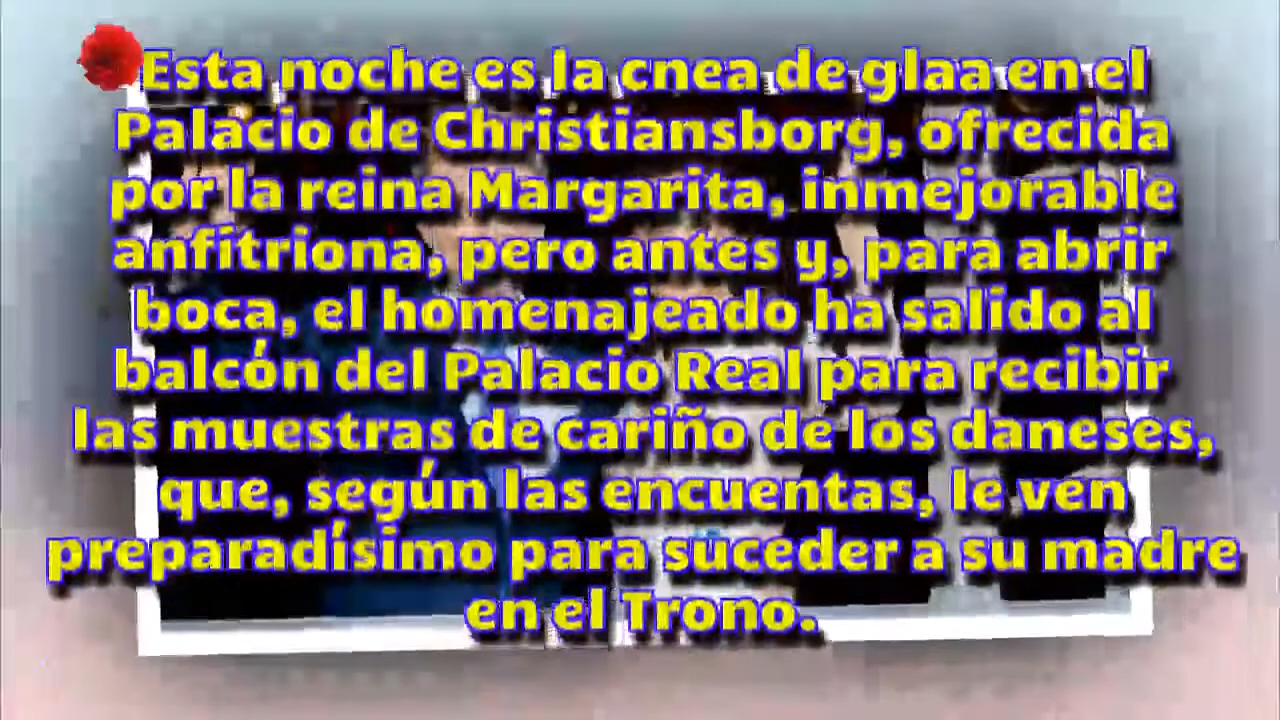 Esta noche es la cnea de glaa en el
Palacio de Christiansborg, ofrecida
por la reina Margarita, inmejorable
anfitriona, pero antes y, para abrir
boca, el homenajeado ha salido al
balcón del Palacio Real para recibir
las muestras de cariño de los daneses,
que, según las encuentas, le ven
preparadísimo para suceder a su madre
en el Trono.